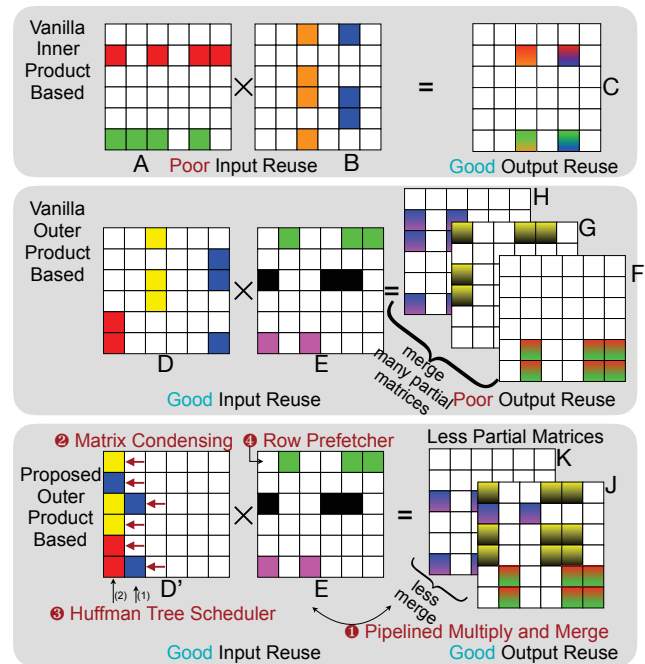 Vanilla
Inner
Product
Based
×
=
C
A
Poor Input Reuse
B
Good Output Reuse
Vanilla
Outer
Product
Based
H
G
F
×
=
D
E
merge
many partial
matrices
Good Input Reuse
Poor Output Reuse
❷ Matrix Condensing
❹ Row Prefetcher
Less Partial Matrices
Proposed
Outer
Product
Based
K
J
×
=
(2)
(1)
D'
E
less
merge
❸ Huffman Tree Scheduler
❶ Pipelined Multiply and Merge
Good Input Reuse
Good Output Reuse